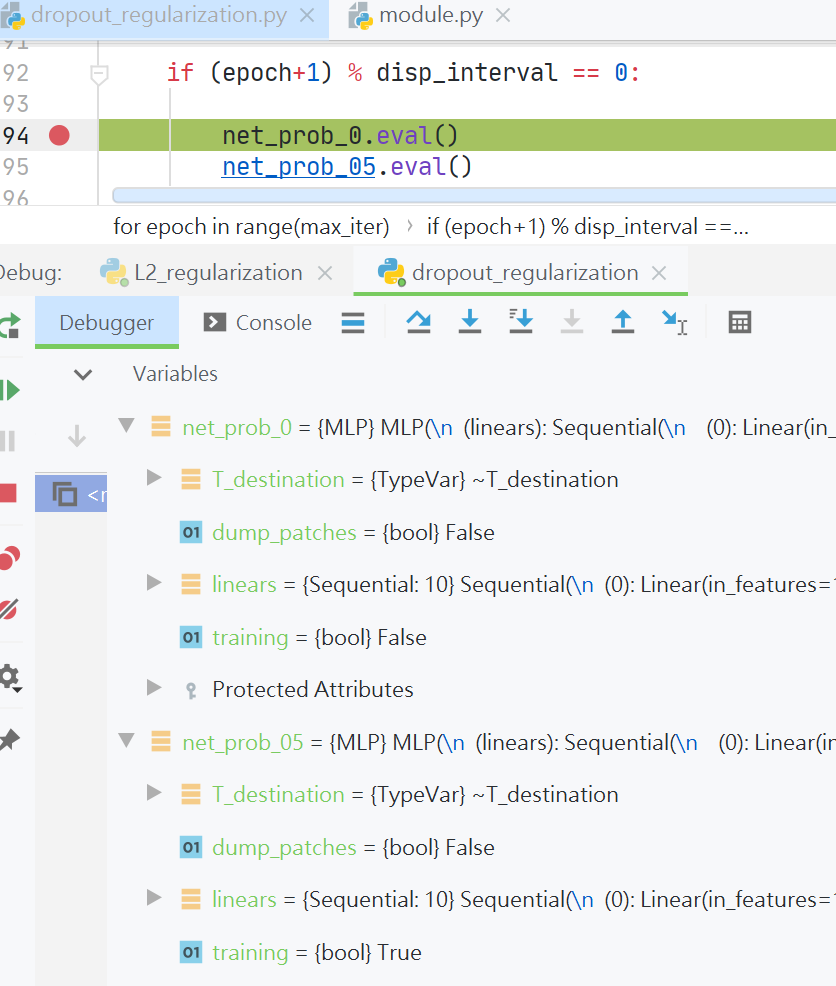 dropout_regularization.py module.py
91
92 if (epoch+1) % disp_interval == 0:
93
94 net_prob_0.eval()
95 net_prob_05.eval()
96
for epoch in range(max_iter) › if (epoch+1) % disp_interval ==...
Debug: L2_regularization dropout_regularization
Debugger Console
Variables
net_prob_0 = {MLP} MLP(\n (linears): Sequential(\n (0): Linear(in_
T_destination = {TypeVar} ~T_destination
01 dump_patches = {bool} False
linears = {Sequential: 10} Sequential(\n (0): Linear(in_features=
01 training = {bool} False
Protected Attributes
net_prob_05 = {MLP} MLP(\n (linears): Sequential(\n (0): Linear(in
T_destination = {TypeVar} ~T_destination
01 dump_patches = {bool} False
linears = {Sequential: 10} Sequential(\n (0): Linear(in_features=
01 training = {bool} True